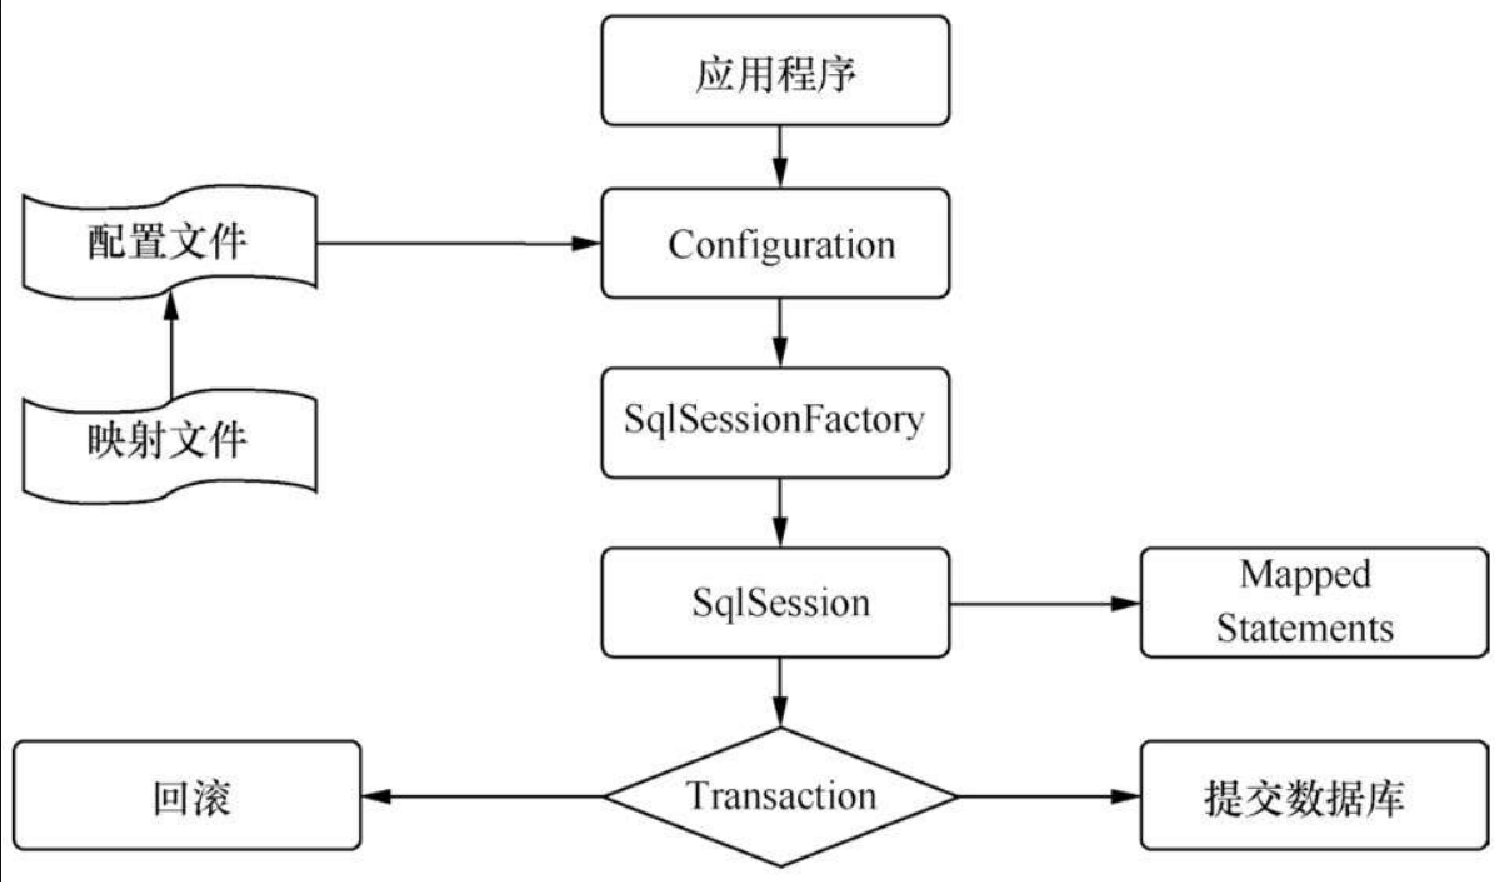 应用程序
配置文件
Configuration
映射文件
SqlSessionFactory
SqlSession
Mapped
Statements
回滚
Transaction
提交数据库